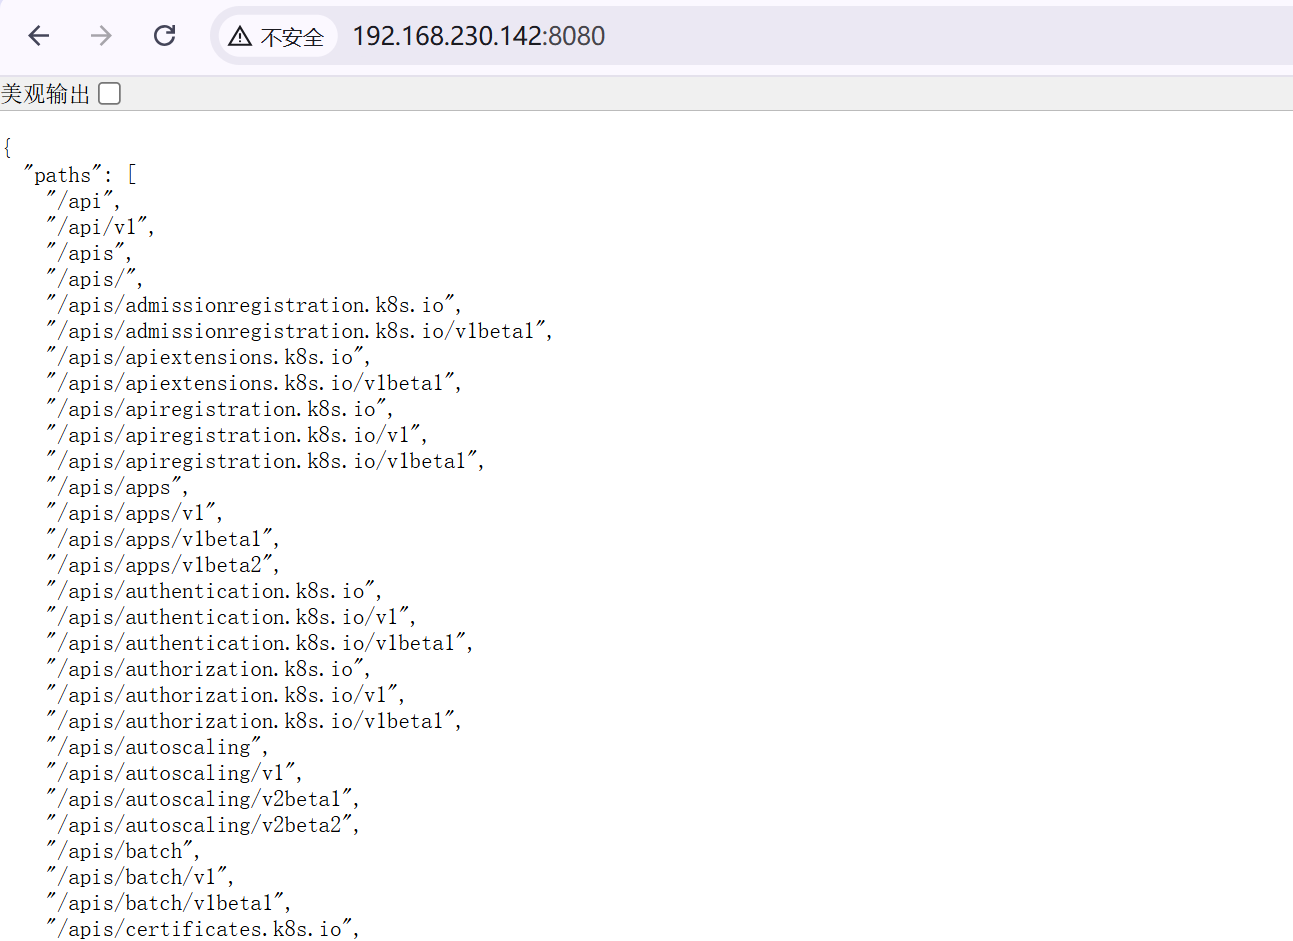 不安全 192.168.230.142:8080
美观输出
{
"paths": [
"/api",
"/api/v1",
"/apis",
"/apis/",
"/apis/admissionregistration.k8s.io",
"/apis/admissionregistration.k8s.io/v1beta1",
"/apis/apiextensions.k8s.io",
"/apis/apiextensions.k8s.io/v1beta1",
"/apis/apiregistration.k8s.io",
"/apis/apiregistration.k8s.io/v1",
"/apis/apiregistration.k8s.io/v1beta1",
"/apis/apps",
"/apis/apps/v1",
"/apis/apps/v1beta1",
"/apis/apps/v1beta2",
"/apis/authentication.k8s.io",
"/apis/authentication.k8s.io/v1",
"/apis/authentication.k8s.io/v1beta1",
"/apis/authorization.k8s.io",
"/apis/authorization.k8s.io/v1",
"/apis/authorization.k8s.io/v1beta1",
"/apis/autoscaling",
"/apis/autoscaling/v1",
"/apis/autoscaling/v2beta1",
"/apis/autoscaling/v2beta2",
"/apis/batch",
"/apis/batch/v1",
"/apis/batch/v1beta1",
"/apis/certificates.k8s.io",